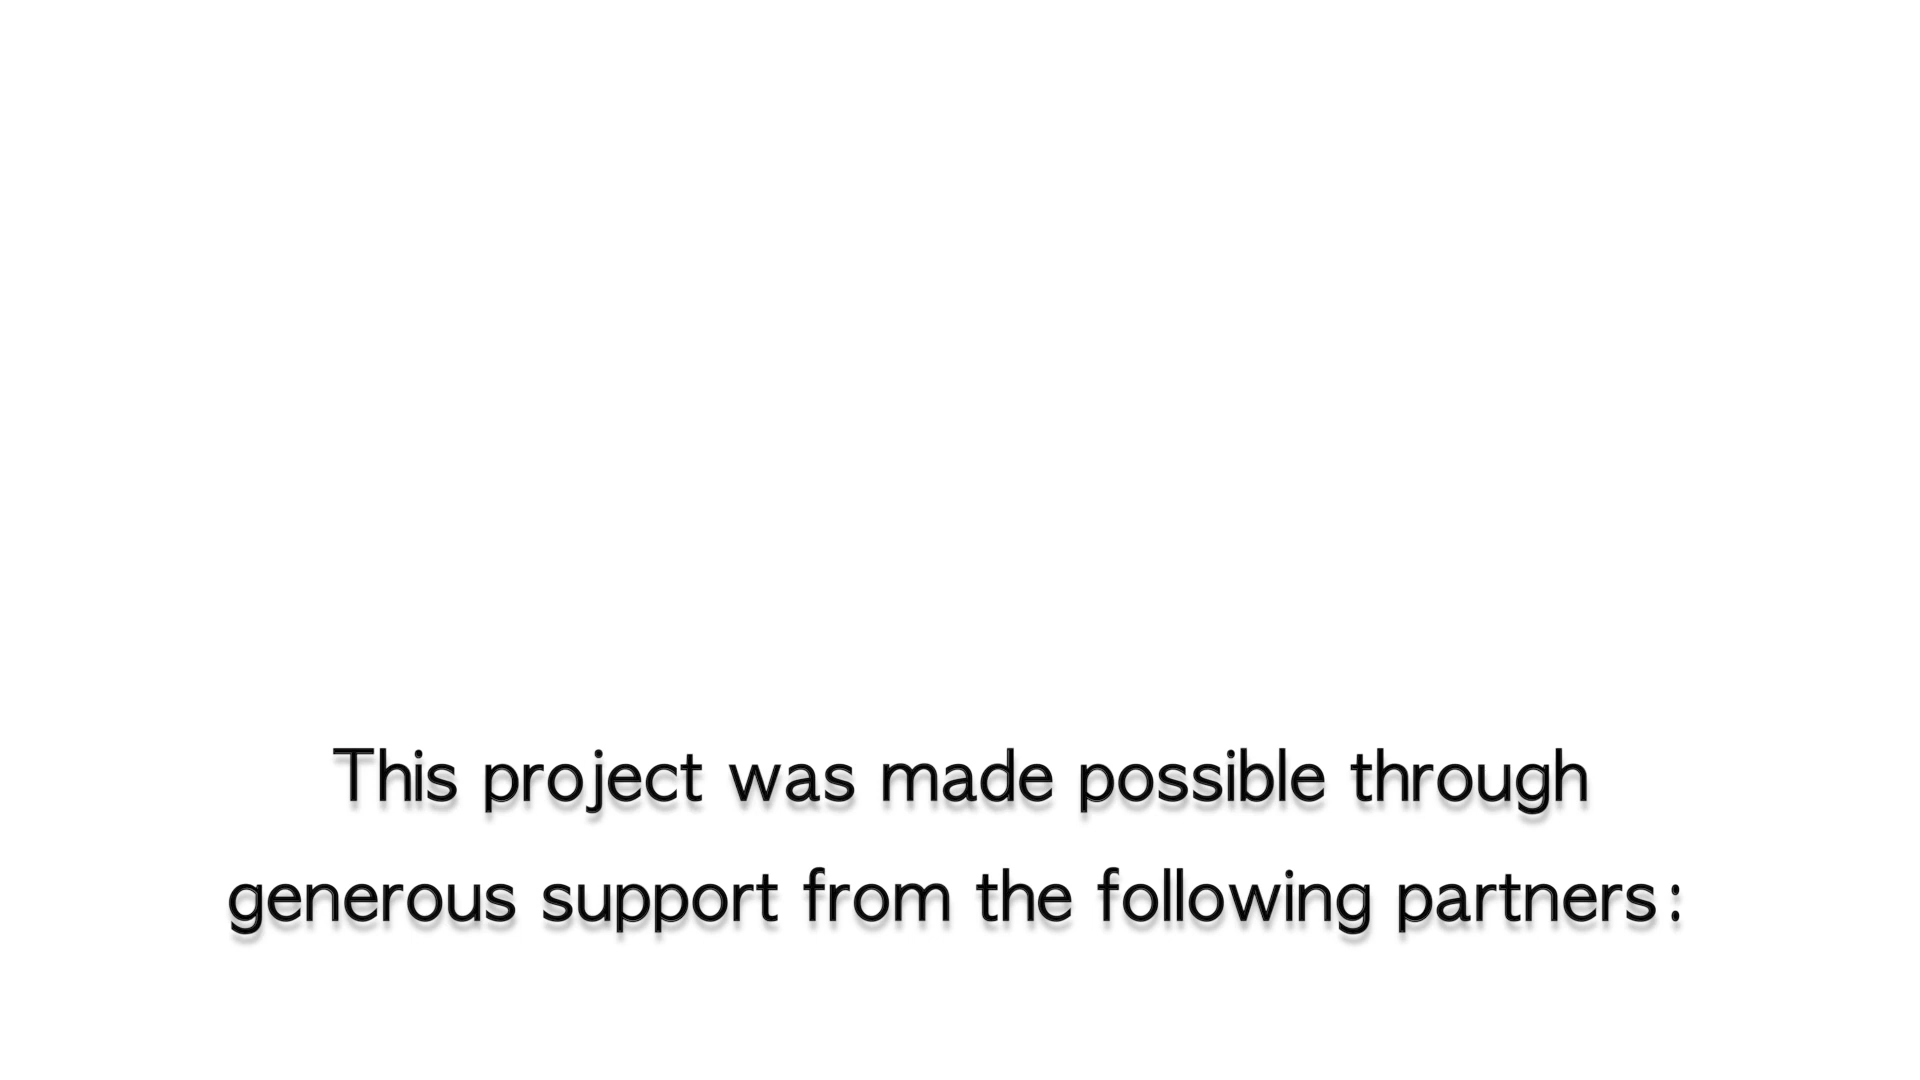 This project was made possible through
generous support from the following partners: